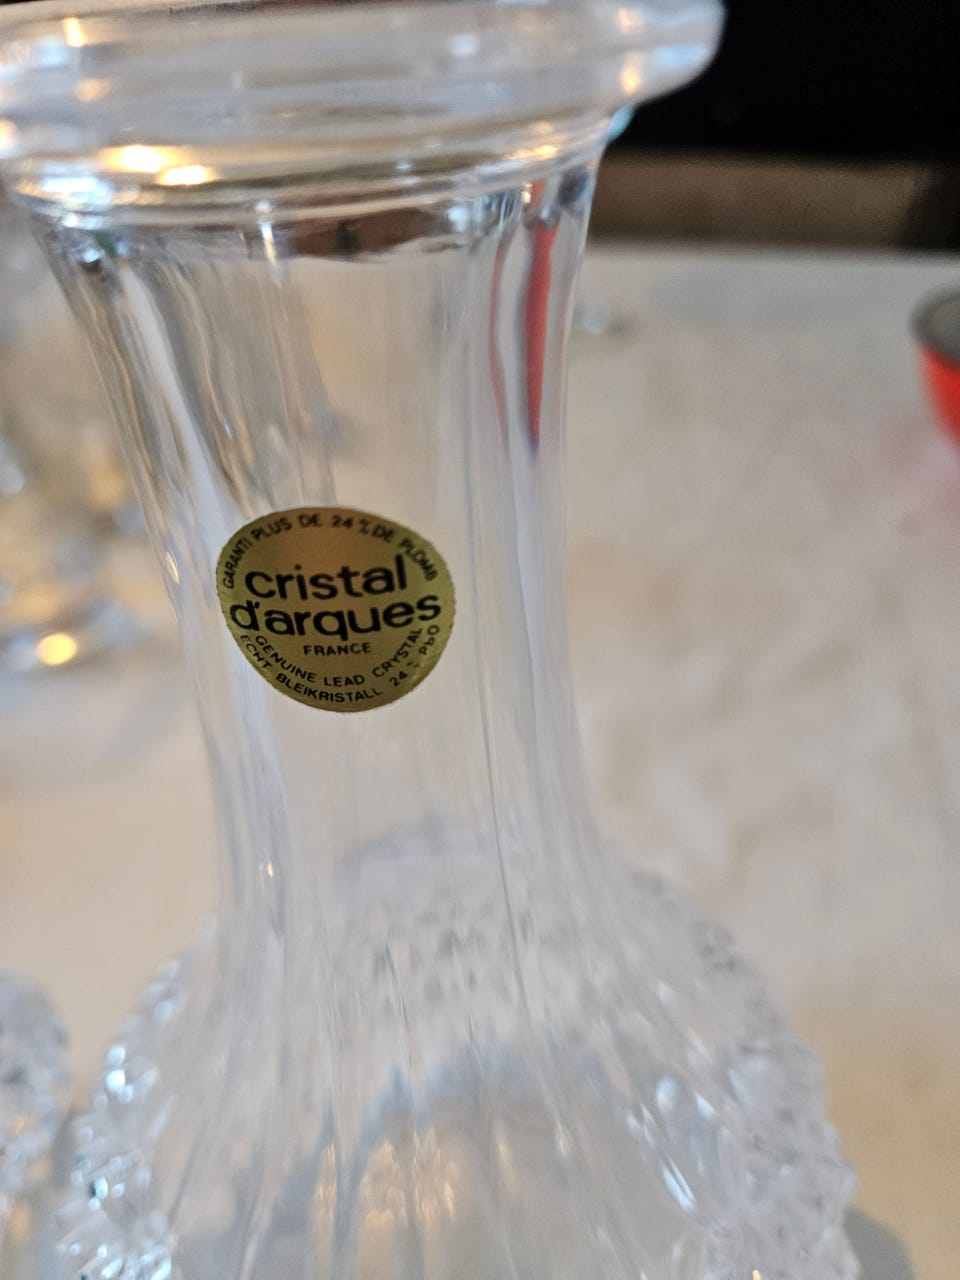 GARANTI PLUS DE 24 % DE PLOMB
cristal
d'arques
FRANCE
GENUINE LEAD CRYSTAL
ECHT BLEIKRISTALL 24 % PbO